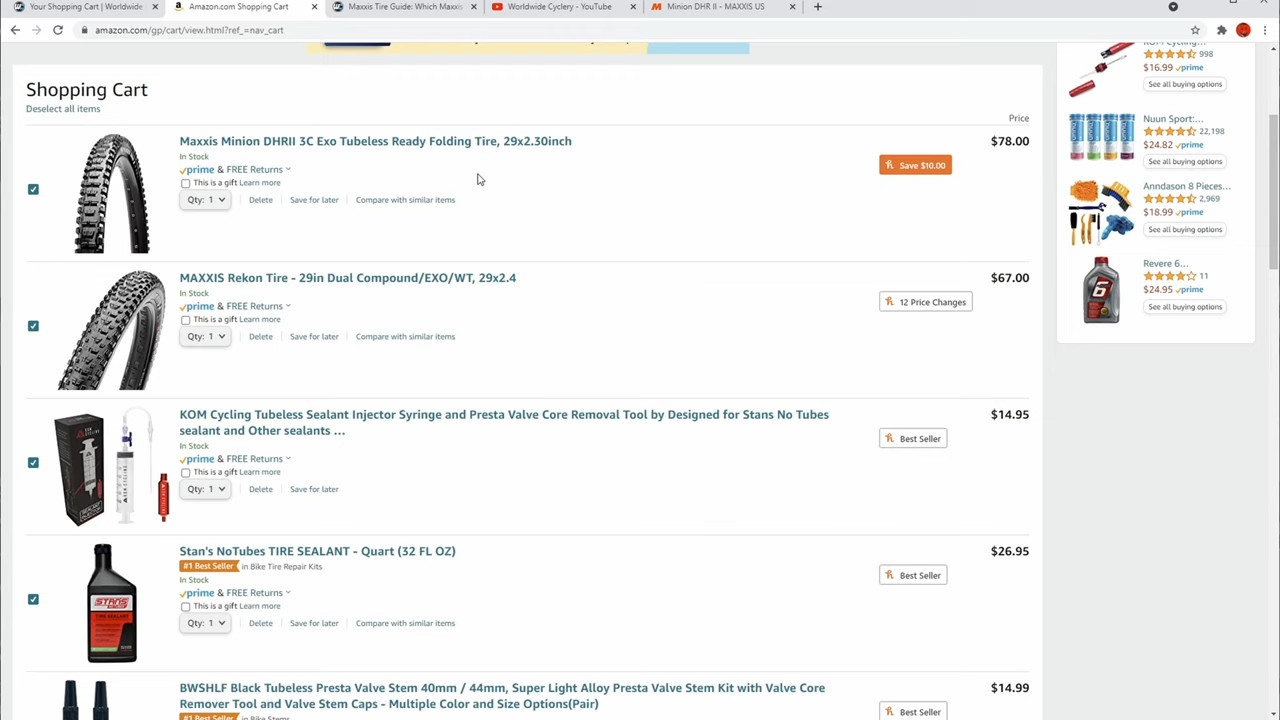 Your Shopping Cart | Worldwide
Amazon.com Shopping Cart
Maxxis Tire Guide: Which Maxxis
Worldwide Cyclery - YouTube
Minion DHR II - MAXXIS US
amazon.com/gp/cart/view.html?ref_=nav_cart
Shopping Cart
Deselect all items
Price
Maxxis Minion DHRII 3C Exo Tubeless Ready Folding Tire, 29x2.30inch
$78.00
In Stock
Save $10.00
prime & FREE Returns
This is a gift Learn more
Qty: 1 Delete Save for later Compare with similar items
MAXXIS Rekon Tire - 29in Dual Compound/EXO/WT, 29x2.4
$67.00
In Stock
12 Price Changes
prime & FREE Returns
This is a gift Learn more
Qty: 1 Delete Save for later Compare with similar items
KOM Cycling Tubeless Sealant Injector Syringe and Presta Valve Core Removal Tool by Designed for Stans No Tubes
sealant and Other sealants ...
$14.95
In Stock
Best Seller
prime & FREE Returns
This is a gift Learn more
Qty: 1 Delete Save for later
Stan's NoTubes TIRE SEALANT - Quart (32 FL OZ)
$26.95
#1 Best Seller in Bike Tire Repair Kits
In Stock
Best Seller
prime & FREE Returns
This is a gift Learn more
Qty: 1 Delete Save for later Compare with similar items
STANS
BWSHLF Black Tubeless Presta Valve Stem 40mm / 44mm, Super Light Alloy Presta Valve Stem Kit with Valve Core
Remover Tool and Valve Stem Caps - Multiple Color and Size Options(Pair)
$14.99
#1 Best Seller in Bike Stems
Best Seller
KOM Cycling...
998
$16.99 prime
See all buying options
Nuun Sport:...
22,198
$24.82 prime
See all buying options
Anndason 8 Pieces...
2,969
$18.99 prime
See all buying options
Revere 6...
11
$24.95 prime
See all buying options
6